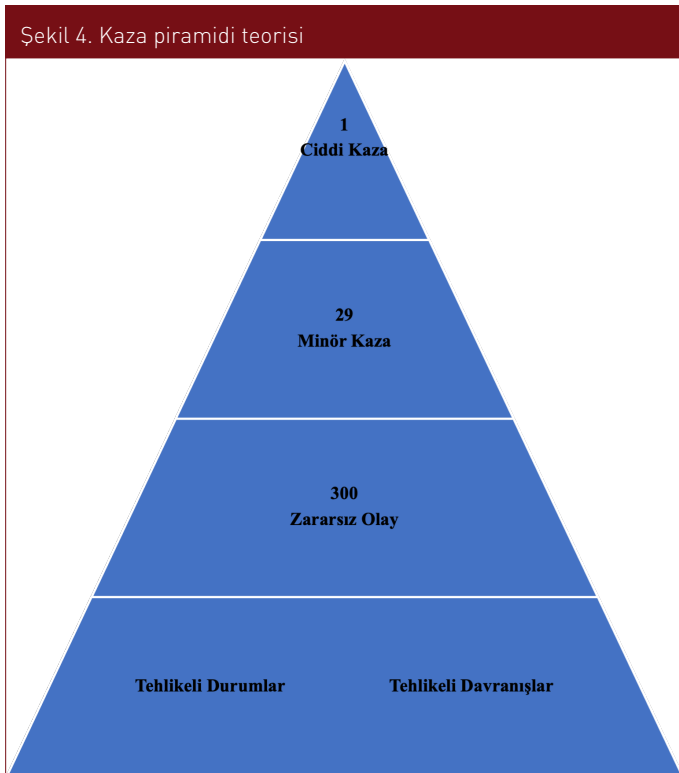 Şekil 4. Kaza piramidi teorisi
1
Ciddi Kaza
29
Minör Kaza
300
Zararsız Olay
Tehlikeli Durumlar Tehlikeli Davranışlar